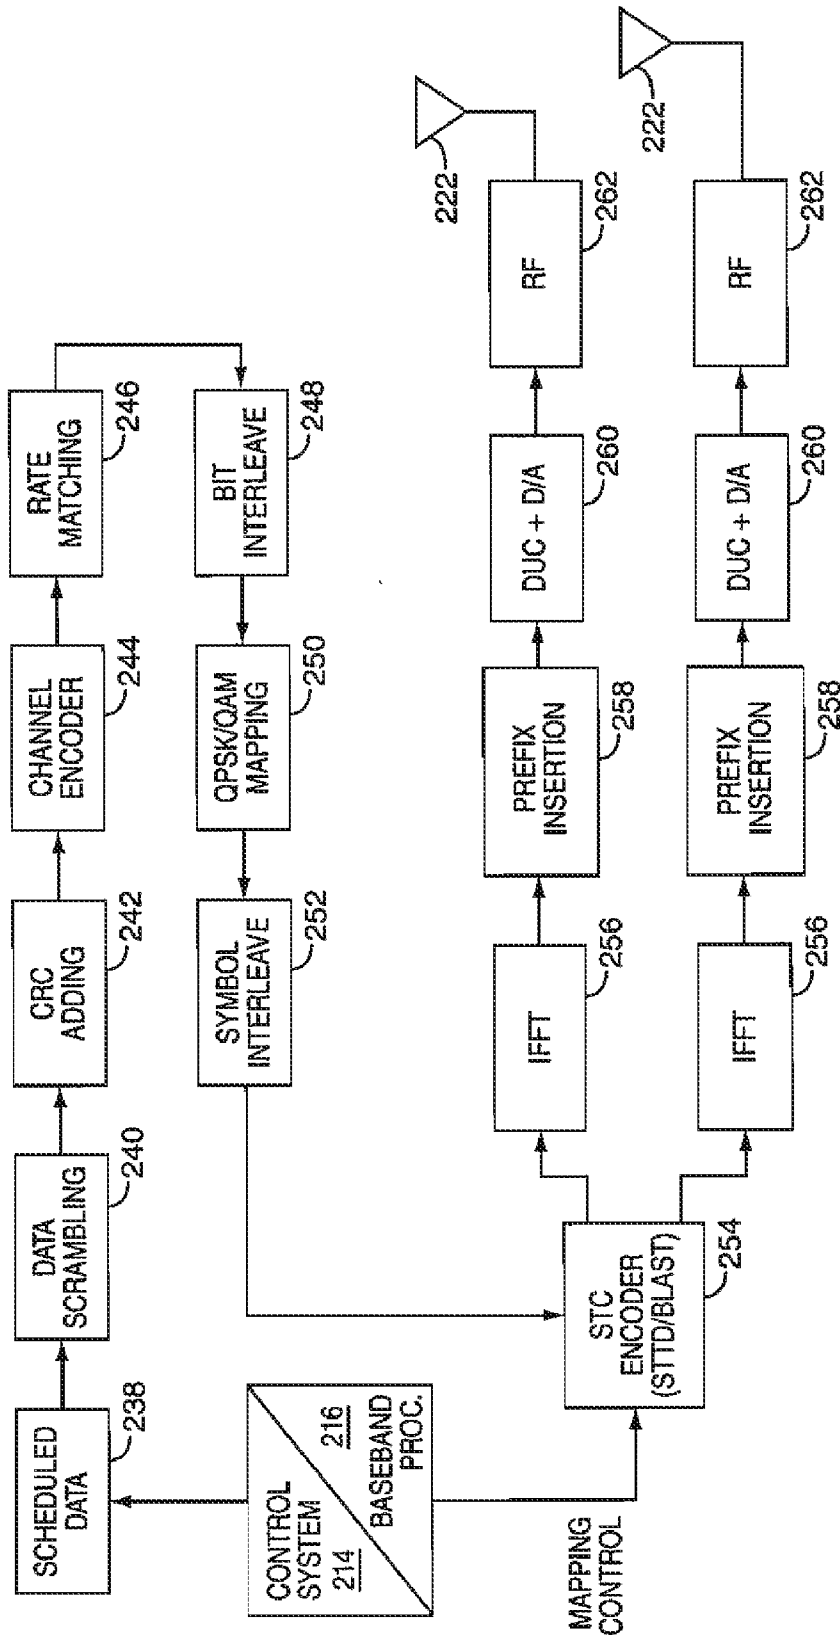 SCHEDULED
DATA
238
DATA
SCRAMBLING
240
CRC
ADDING
242
CHANNEL
ENCODER
244
RATE
MATCHING
246
BIT
INTERLEAVE
248
QPSK/QAM
MAPPING
250
SYMBOL
INTERLEAVE
252
CONTROL
SYSTEM
214
216
BASEBAND
PROC.
MAPPING
CONTROL
STC
ENCODER
(STTD/BLAST)
254
IFFT
256
PREFIX
INSERTION
258
DUC + D/A
260
RF
262
222
IFFT
256
PREFIX
INSERTION
258
DUC + D/A
260
RF
262
222